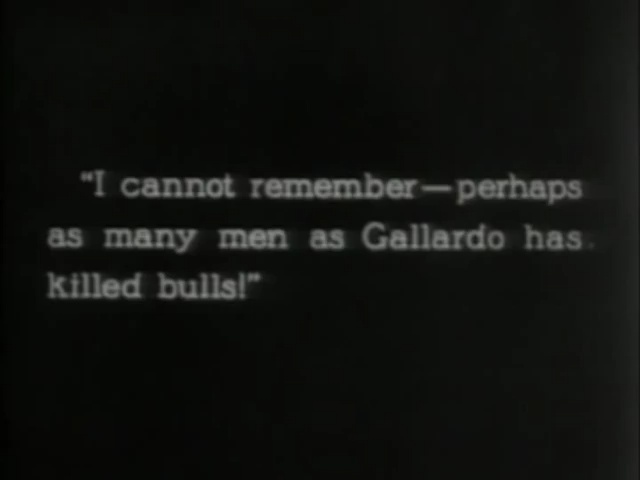 “I cannot remember—perhaps
as many men as Gallardo has
killed bulls!”